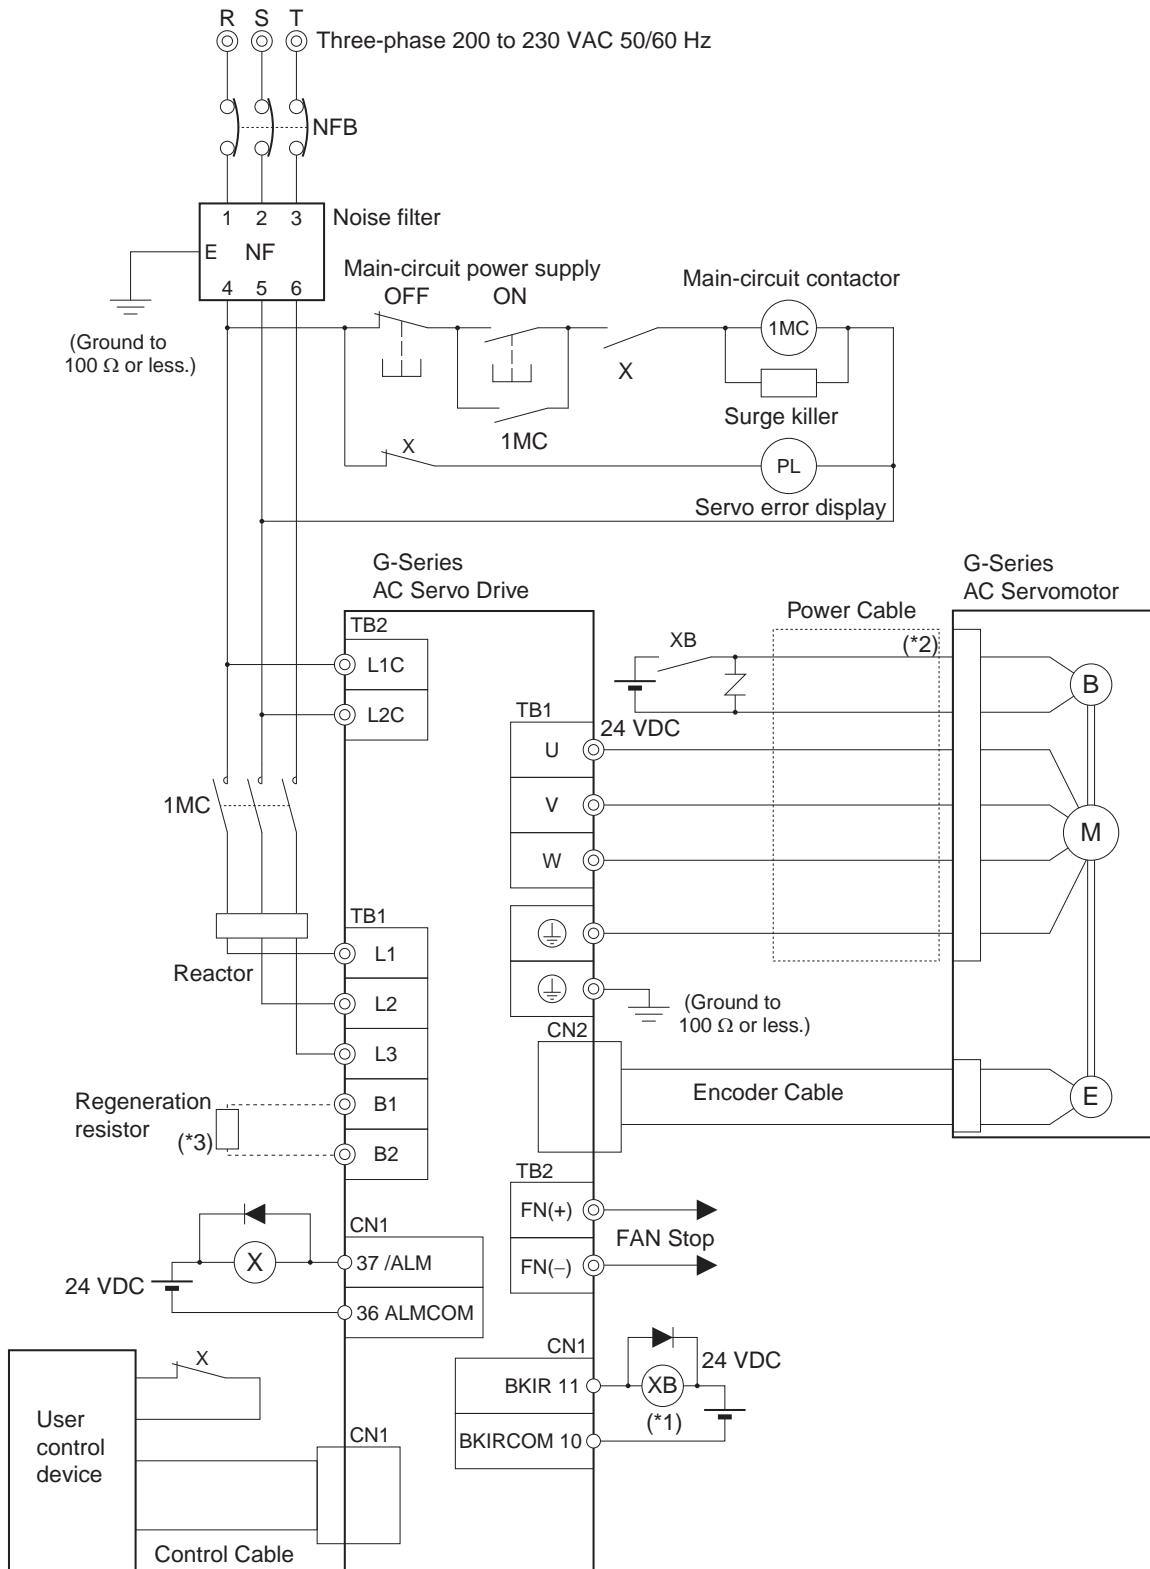 R S T
Three-phase 200 to 230 VAC 50/60 Hz
NFB
1 2 3
Noise filter
E NF
4 5 6
(Ground to
100 Ω or less.)
Main-circuit power supply
OFF ON
Main-circuit contactor
1MC
X
Surge killer
1MC
X
PL
Servo error display
G-Series
AC Servo Drive
G-Series
AC Servomotor
TB2
L1C
L2C
Power Cable
(*2)
XB
24 VDC
B
TB1
U
V
W
M
1MC
Reactor
TB1
L1
L2
L3
B1
B2
(Ground to
100 Ω or less.)
CN2
Encoder Cable
E
Regeneration
resistor
(*3)
TB2
FN(+)
FAN Stop
FN(−)
CN1
X
37 /ALM
24 VDC
36 ALMCOM
CN1
24 VDC
BKIR 11
XB
(*1)
BKIRCOM 10
X
User
control
device
CN1
Control Cable